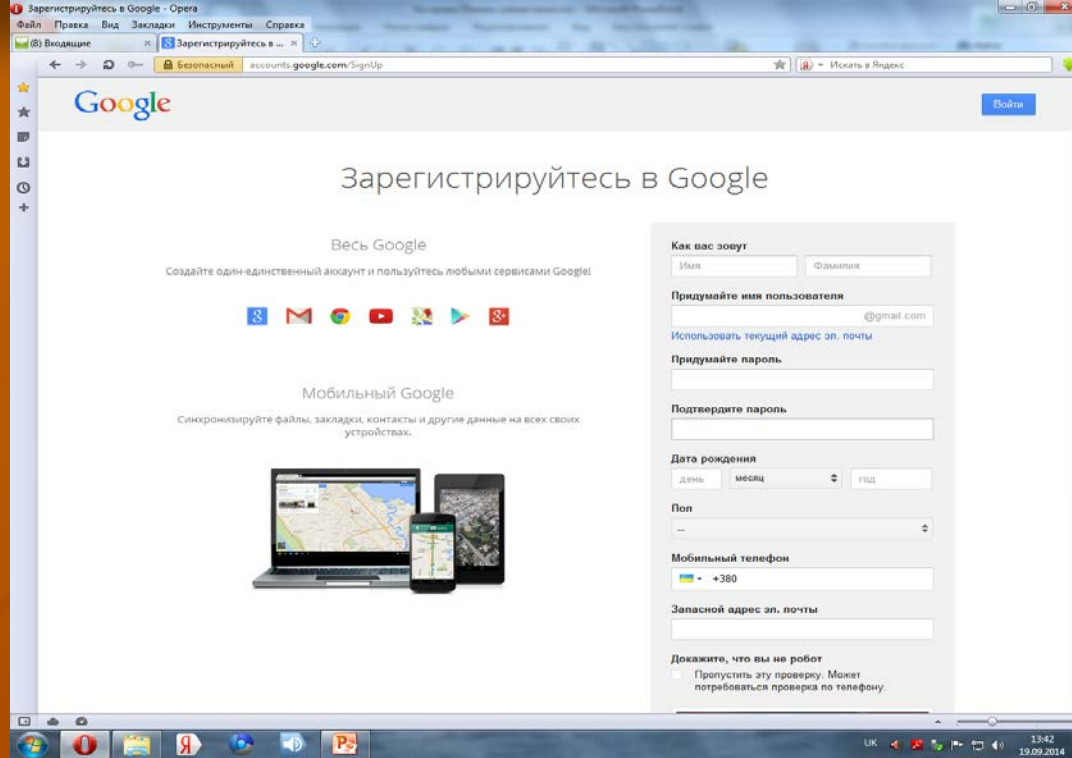 Зарегистрируйтесь в Google - Opera
Файл Правка Вид Закладки Инструменты Справка
(8) Входящие
Зарегистрируйтесь в ...
Безопасный accounts.google.com/SignUp
Искать в Яндекс
Google
Войти
Зарегистрируйтесь в Google
Весь Google
Создайте один-единственный аккаунт и пользуйтесь любыми сервисами Google!
Мобильный Google
Синхронизируйте файлы, закладки, контакты и другие данные на всех своих
устройствах.
Как вас зовут
Имя Фамилия
Придумайте имя пользователя
@gmail.com
Использовать текущий адрес эл. почты
Придумайте пароль
Подтвердите пароль
Дата рождения
день месяц год
Пол
--
Мобильный телефон
+380
Запасной адрес эл. почты
Докажите, что вы не робот
Пропустить эту проверку. Может
потребоваться проверка по телефону.
UK
13:42
19.09.2014